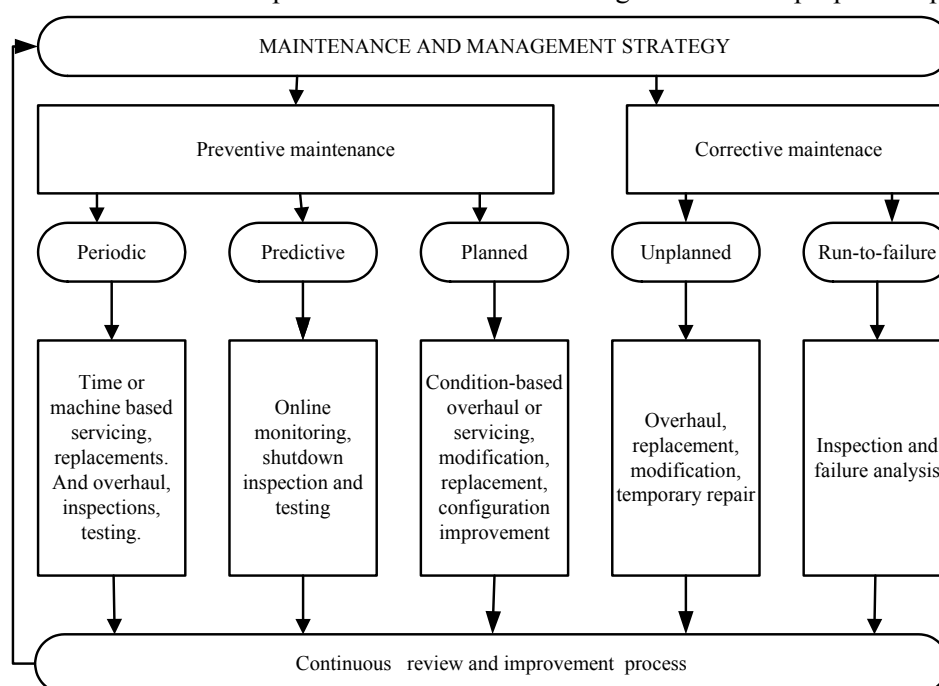 MAINTENANCE AND MANAGEMENT STRATEGY
Preventive maintenance
Corrective maintenace
Periodic
Predictive
Planned
Unplanned
Run-to-failure
Time or
machine based
servicing,
replacements.
And overhaul,
inspections,
testing.
Online
monitoring,
shutdown
inspection and
testing
Condition-based
overhaul or
servicing,
modification,
replacement,
configuration
improvement
Overhaul,
replacement,
modification,
temporary repair
Inspection and
failure analysis
Continuous review and improvement process